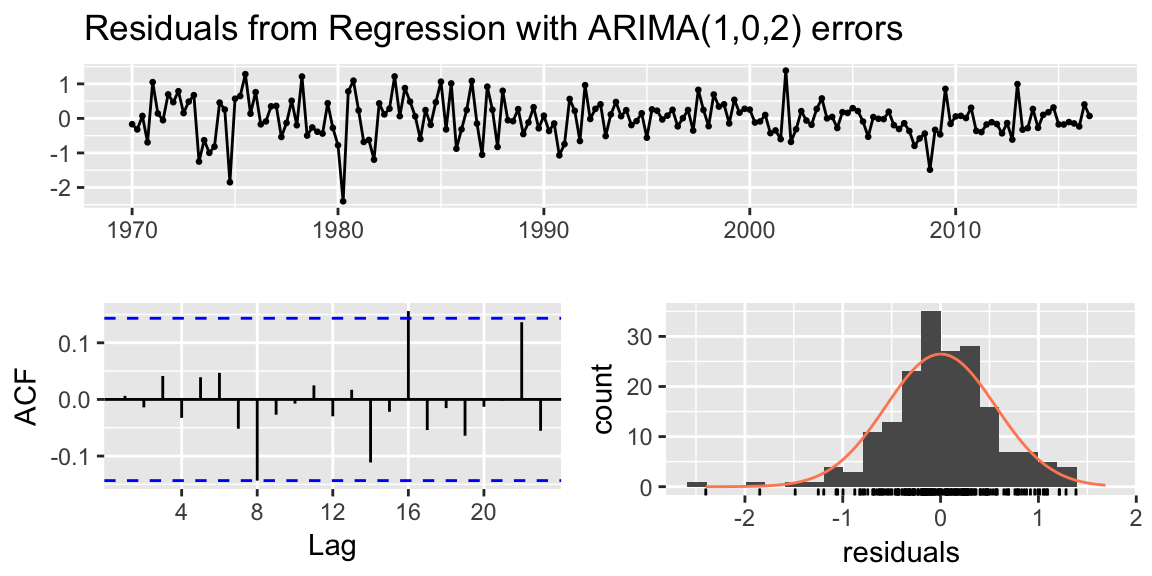 Residuals from Regression with ARIMA(1,0,2) errors
1
0
-1
-2
1970 1980 1990 2000 2010
ACF
0.1
0.0
-0.1
4 8 12 16 20
Lag
count
30
20
10
0
-2 -1 0 1 2
residuals